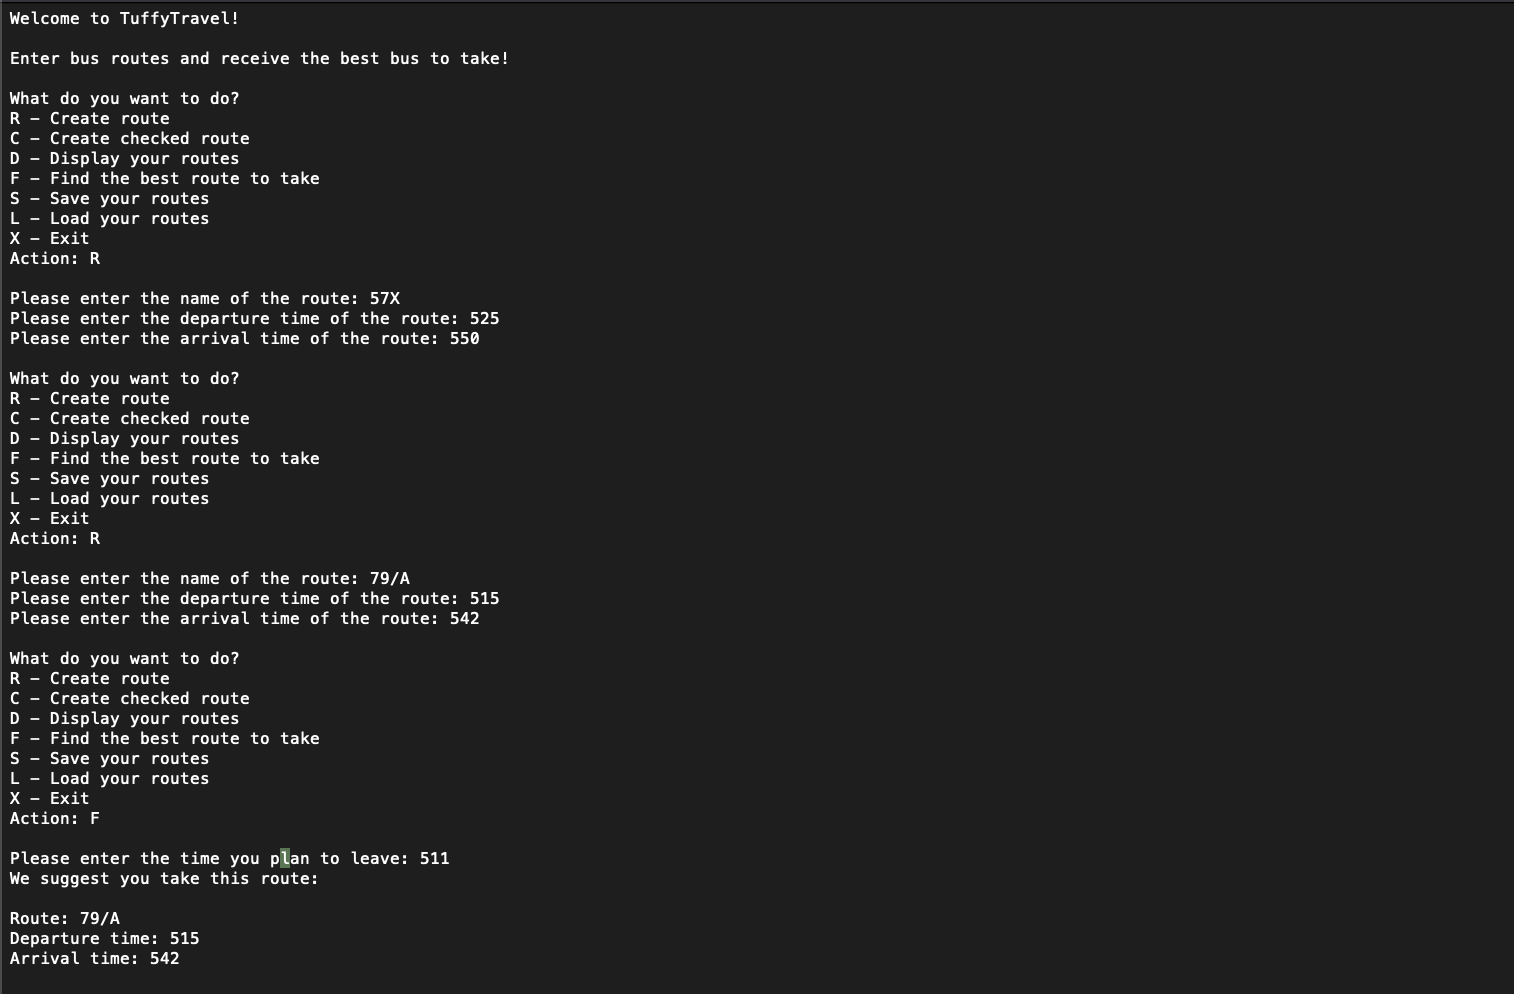 Welcome to TuffyTravel!
Enter bus routes and receive the best bus to take!
What do you want to do?
R – Create route
C – Create checked route
D – Display your routes
F – Find the best route to take
S – Save your routes
L – Load your routes
X – Exit
Action: R
Please enter the name of the route: 57X
Please enter the departure time of the route: 525
Please enter the arrival time of the route: 550
What do you want to do?
R – Create route
C – Create checked route
D – Display your routes
F – Find the best route to take
S – Save your routes
L – Load your routes
X – Exit
Action: R
Please enter the name of the route: 79/A
Please enter the departure time of the route: 515
Please enter the arrival time of the route: 542
What do you want to do?
R – Create route
C – Create checked route
D – Display your routes
F – Find the best route to take
S – Save your routes
L – Load your routes
X – Exit
Action: F
Please enter the time you plan to leave: 511
We suggest you take this route:
Route: 79/A
Departure time: 515
Arrival time: 542